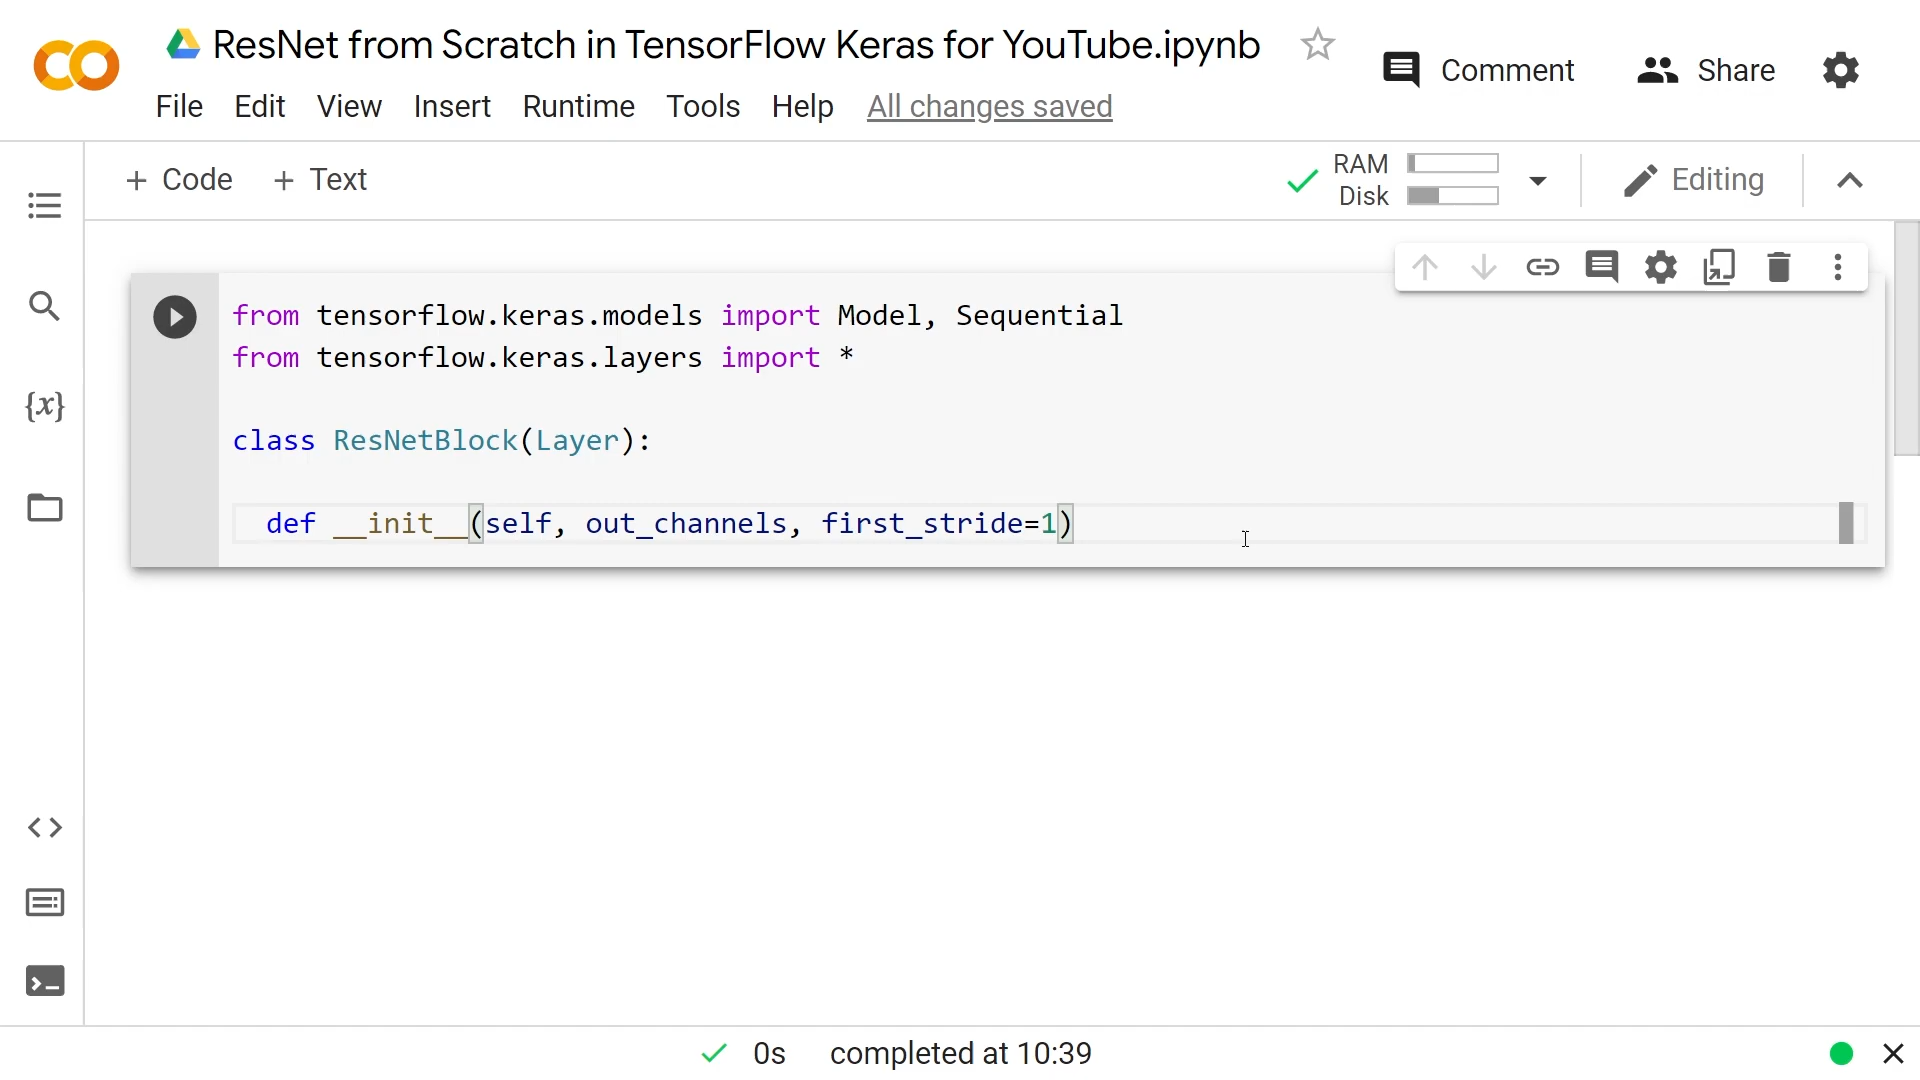 ResNet from Scratch in TensorFlow Keras for YouTube.ipynb
Comment
Share
File Edit View Insert Runtime Tools Help All changes saved
+ Code + Text
RAM
Disk
Editing
{x}
from tensorflow.keras.models import Model, Sequential
from tensorflow.keras.layers import *
class ResNetBlock(Layer):
def __init__(self, out_channels, first_stride=1)
0s completed at 10:39